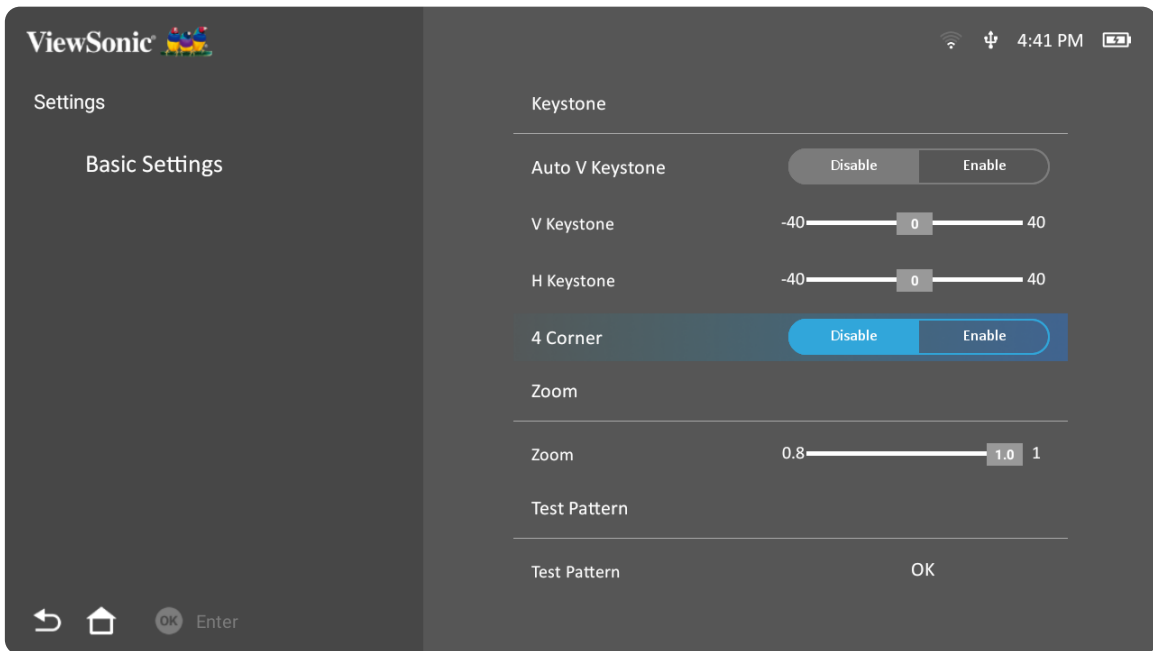 ViewSonic®
4:41 PM
Settings
Basic Settings
Keystone
Auto V Keystone Disable Enable
V Keystone -40 0 40
H Keystone -40 0 40
4 Corner Disable Enable
Zoom
Zoom 0.8 1.0 1
Test Pattern
Test Pattern OK
OK Enter